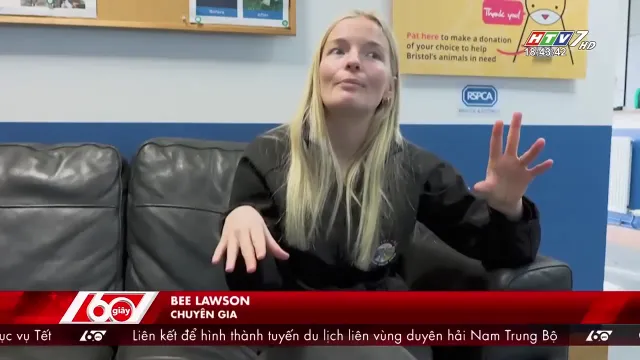 Thank you!
Pat here to make a donation
of your choice to help
Bristol's animals in need
HTV7 HD
18:43:42
RSPCA
60 giây
BEE LAWSON
CHUYÊN GIA
ục vụ Tết 60 Liên kết để hình thành tuyến du lịch liên vùng duyên hải Nam Trung Bộ 60